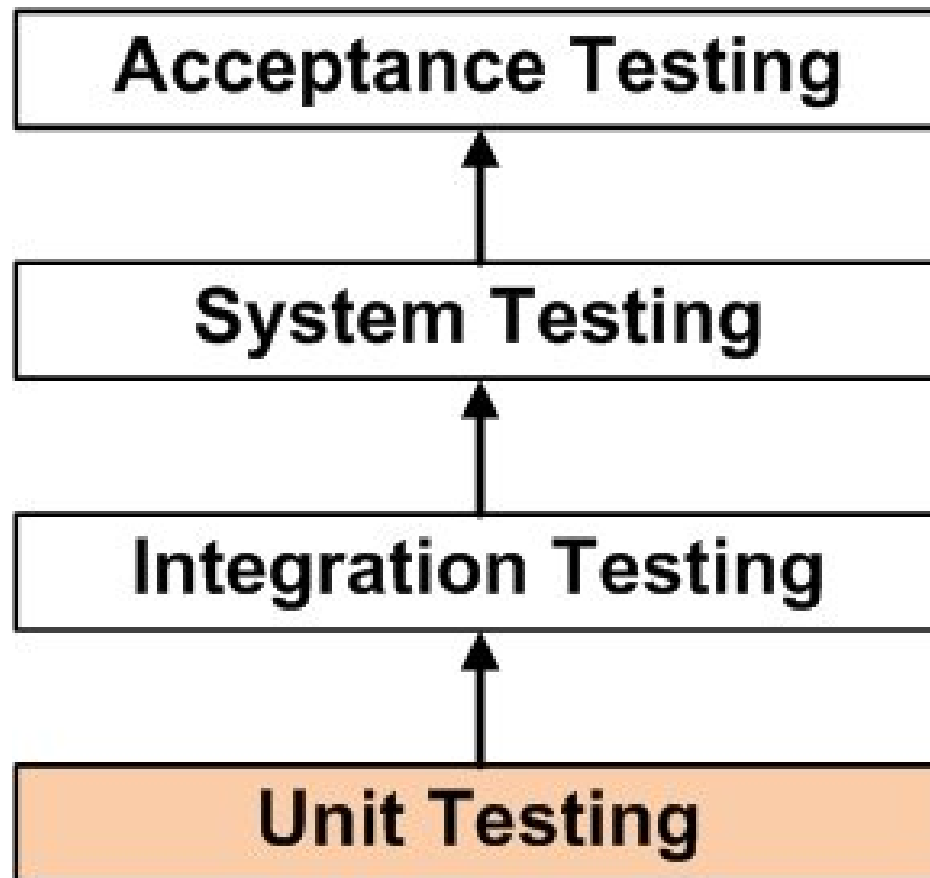 Acceptance Testing
System Testing
Integration Testing
Unit Testing